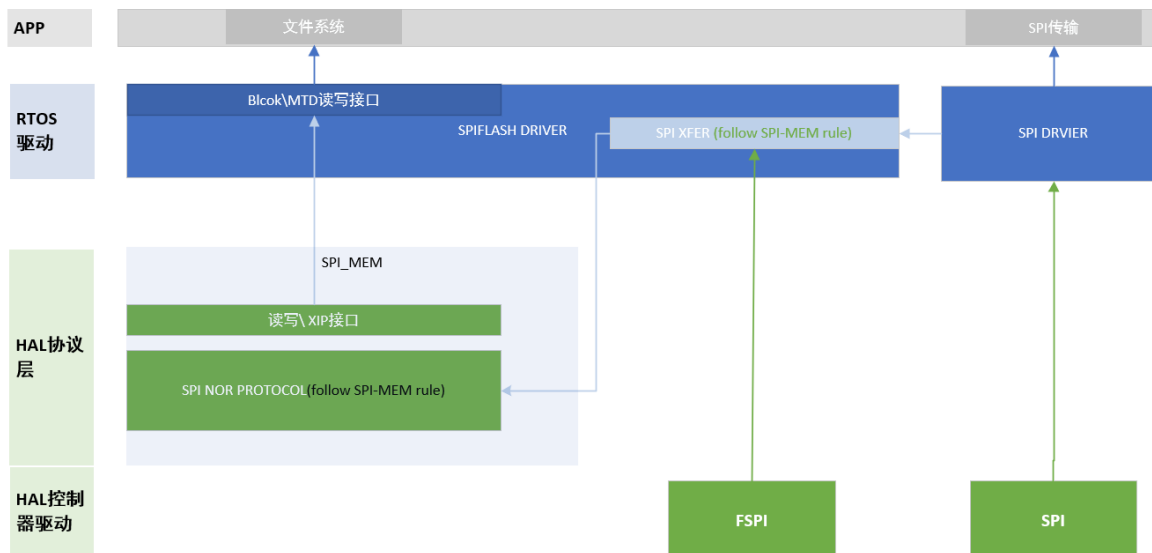 APP
文件系统
SPI传输
RTOS
驱动
Blcok\MTD读写接口
SPIFLASH DRIVER
SPI XFER (follow SPI-MEM rule)
SPI DRVIER
SPI_MEM
读写\ XIP接口
HAL协议
层
SPI NOR PROTOCOL(follow SPI-MEM rule)
HAL控制
器驱动
FSPI
SPI